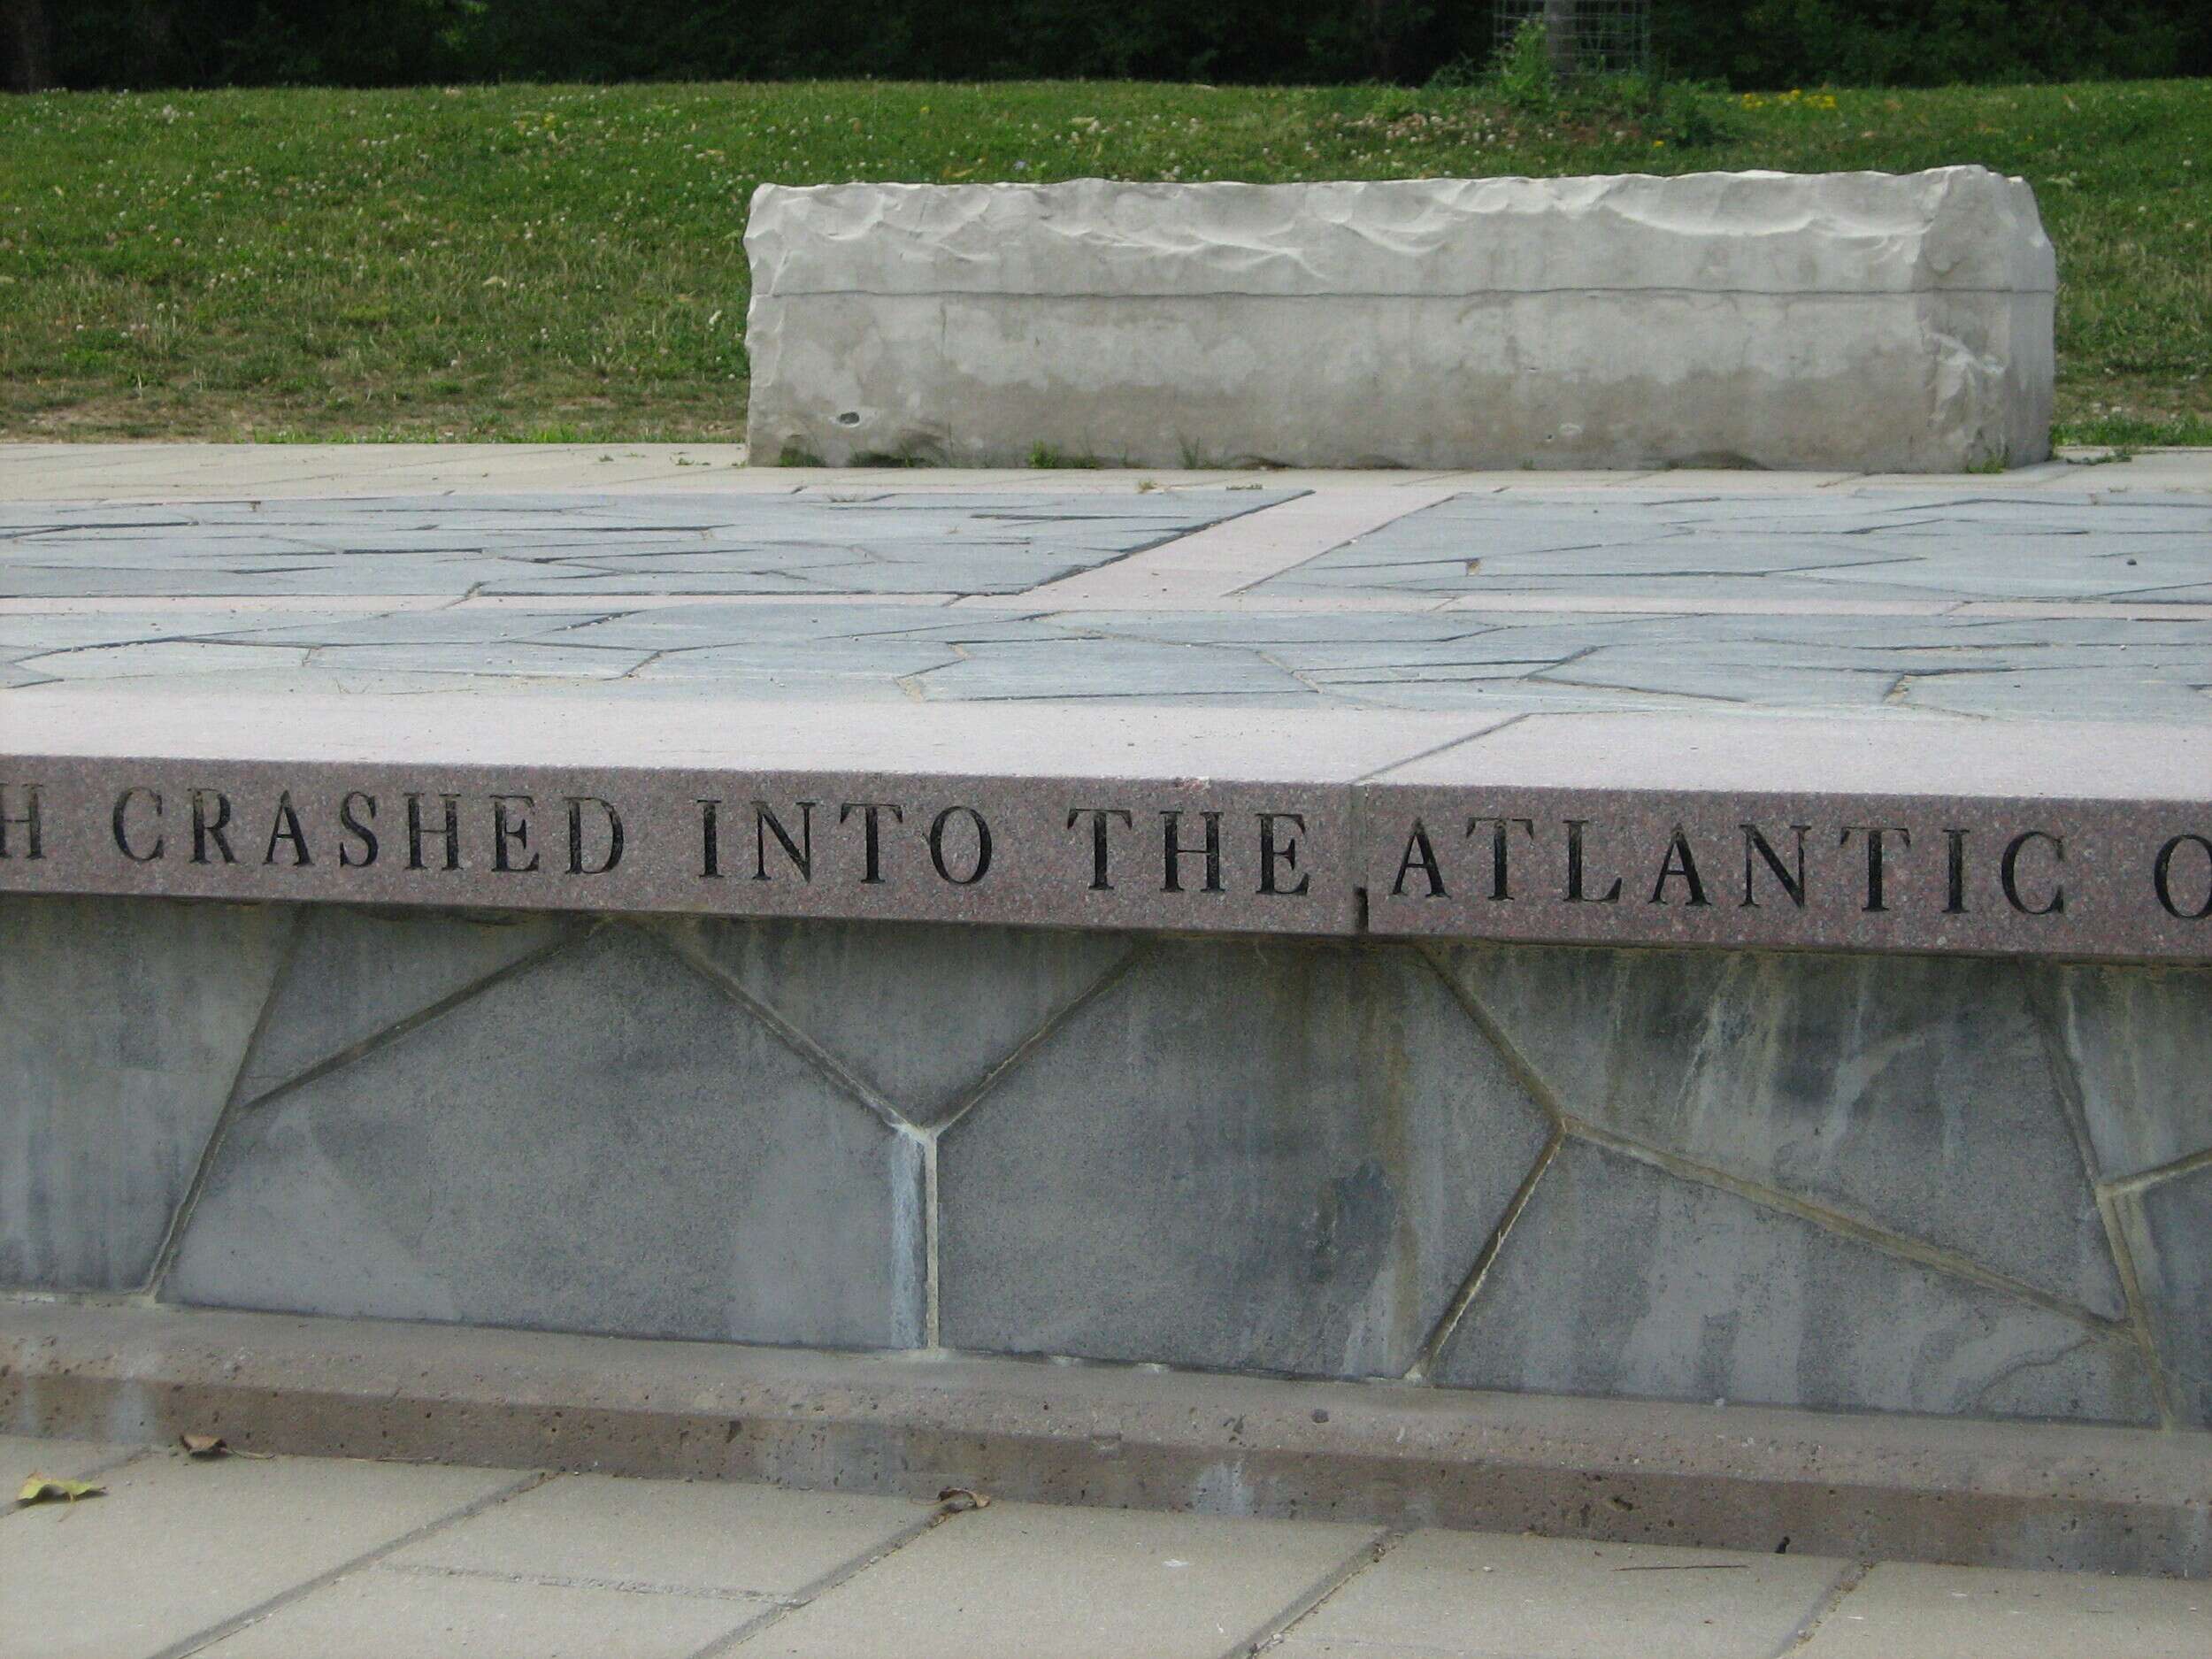 H CRASHED INTO THE ATLANTIC O